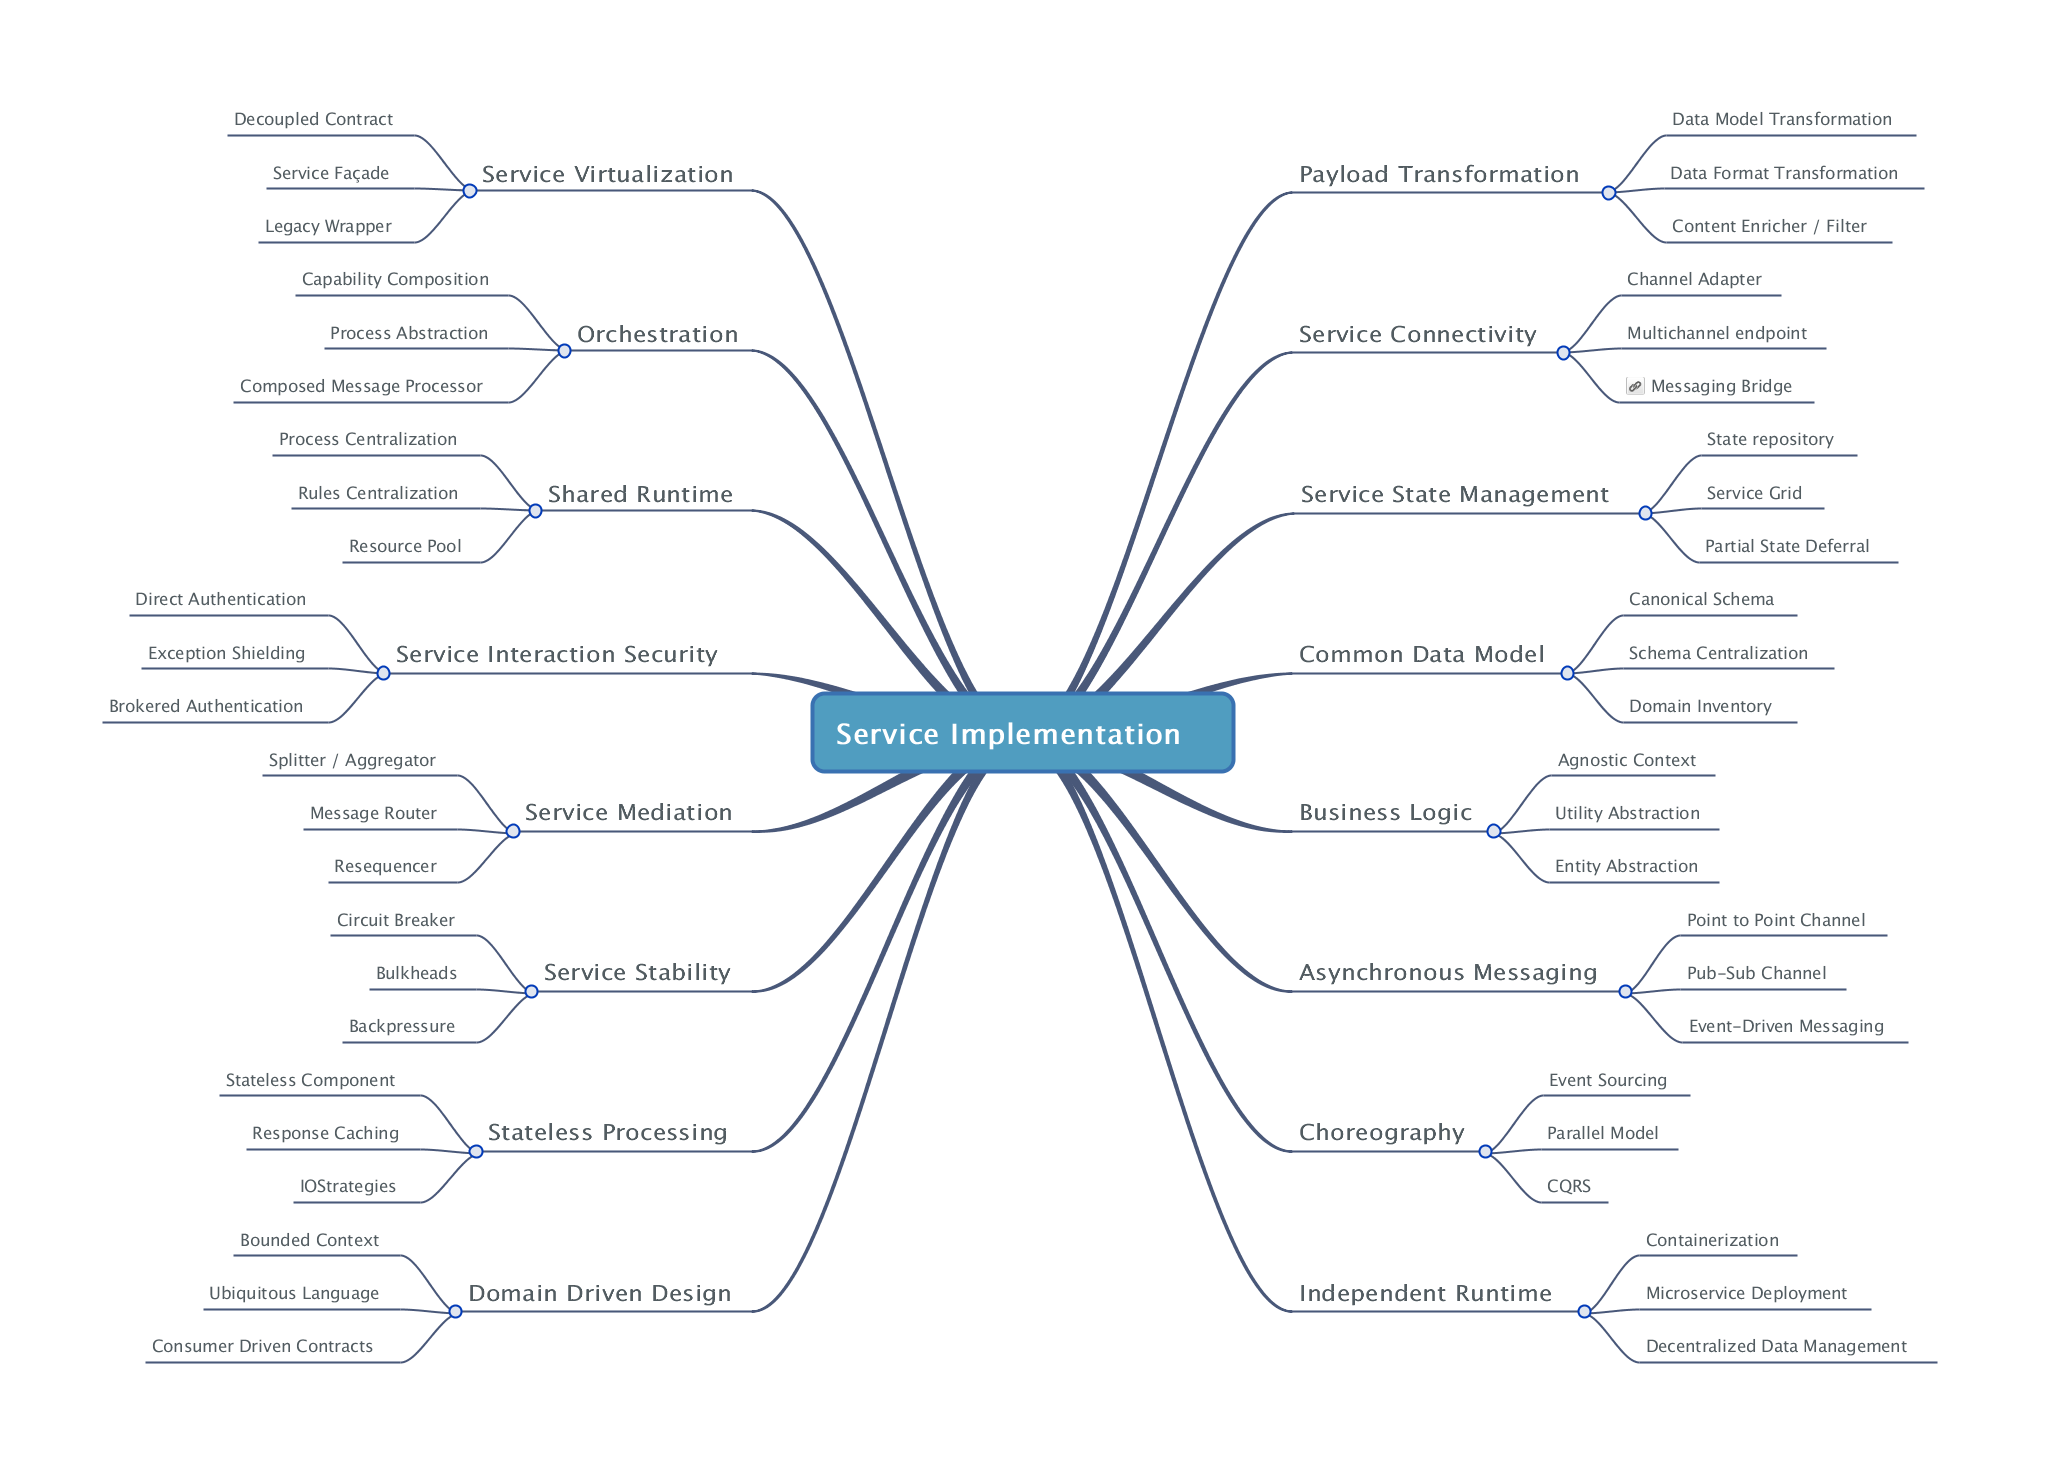 Service Implementation
Service Virtualization
Decoupled Contract
Service Façade
Legacy Wrapper
Orchestration
Capability Composition
Process Abstraction
Composed Message Processor
Shared Runtime
Process Centralization
Rules Centralization
Resource Pool
Service Interaction Security
Direct Authentication
Exception Shielding
Brokered Authentication
Service Mediation
Splitter / Aggregator
Message Router
Resequencer
Service Stability
Circuit Breaker
Bulkheads
Backpressure
Stateless Processing
Stateless Component
Response Caching
IOStrategies
Domain Driven Design
Bounded Context
Ubiquitous Language
Consumer Driven Contracts
Payload Transformation
Data Model Transformation
Data Format Transformation
Content Enricher / Filter
Service Connectivity
Channel Adapter
Multichannel endpoint
Messaging Bridge
Service State Management
State repository
Service Grid
Partial State Deferral
Common Data Model
Canonical Schema
Schema Centralization
Domain Inventory
Business Logic
Agnostic Context
Utility Abstraction
Entity Abstraction
Asynchronous Messaging
Point to Point Channel
Pub-Sub Channel
Event-Driven Messaging
Choreography
Event Sourcing
Parallel Model
CQRS
Independent Runtime
Containerization
Microservice Deployment
Decentralized Data Management